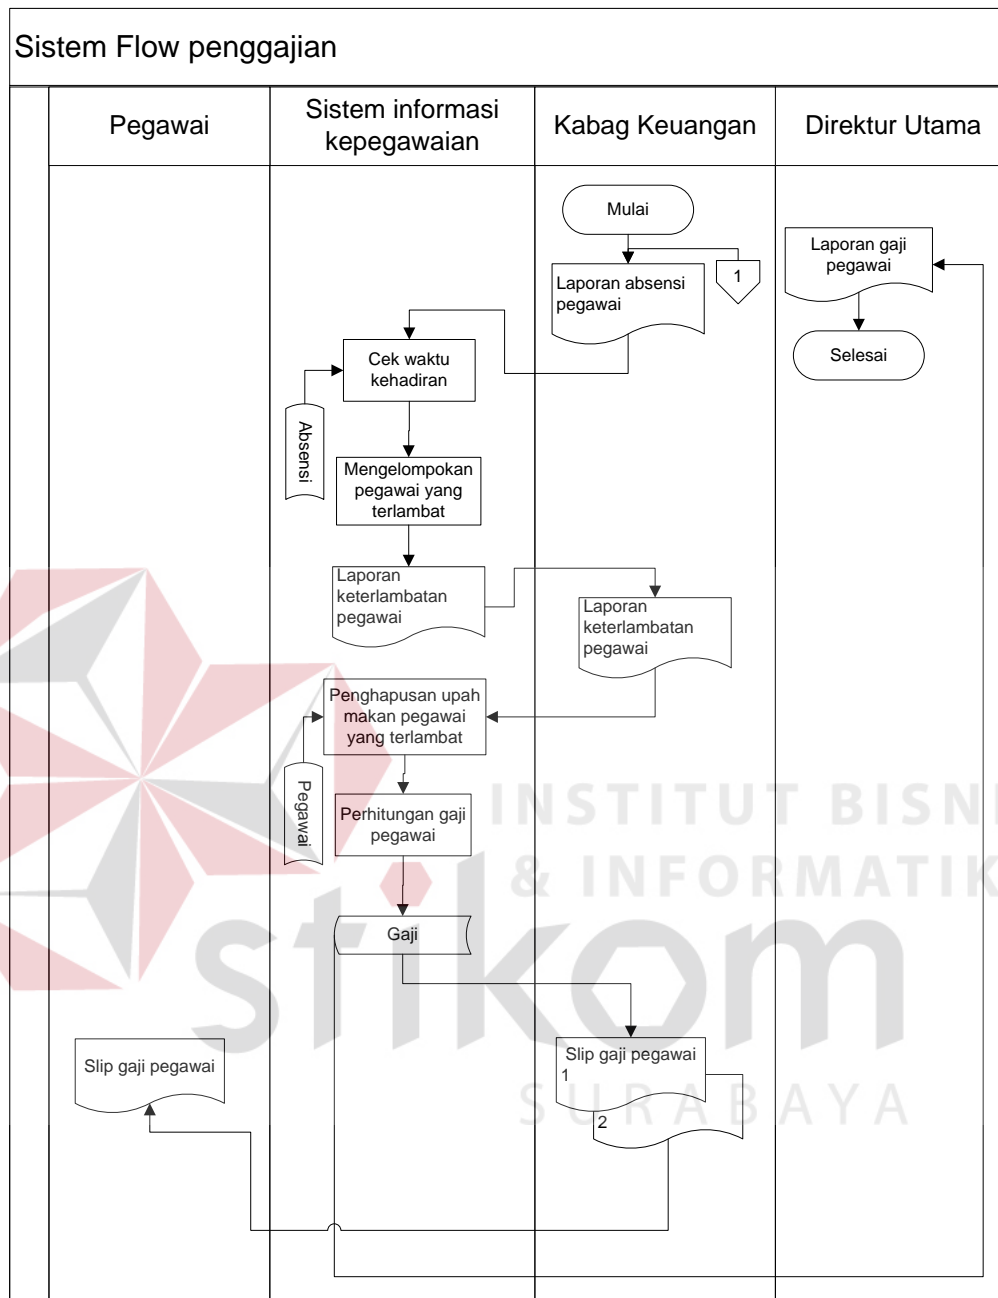 Sistem Flow penggajian
Pegawai
Sistem informasi
kepegawaian
Kabag Keuangan
Direktur Utama
Mulai
Laporan absensi
pegawai
1
Laporan gaji
pegawai
Selesai
Cek waktu
kehadiran
Absensi
Mengelompokan
pegawai yang
terlambat
Laporan
keterlambatan
pegawai
Laporan
keterlambatan
pegawai
Penghapusan upah
makan pegawai
yang terlambat
Pegawai
Perhitungan gaji
pegawai
Gaji
Slip gaji pegawai
1
2
Slip gaji pegawai
INSTITUT BISNI
& INFORMATIK
stikom
SURABAYA